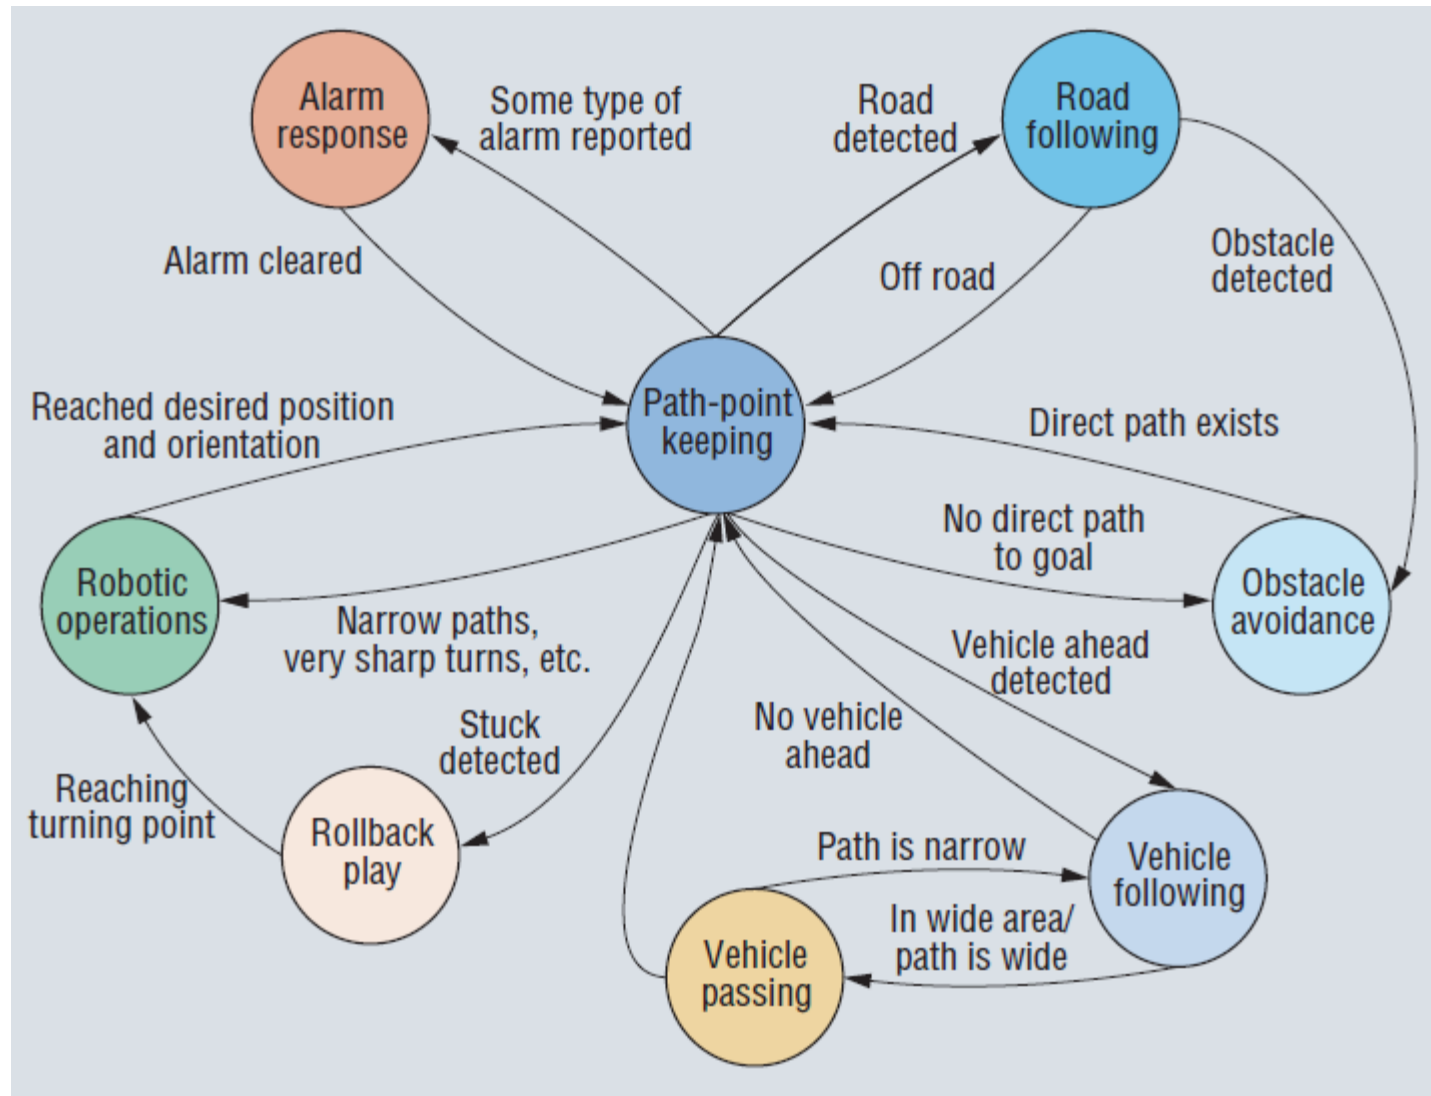 Alarm
response
Some type of
alarm reported
Road
detected
Road
following
Alarm cleared
Off road
Obstacle
detected
Reached desired position
and orientation
Path-point
keeping
Direct path exists
No direct path
to goal
Robotic
operations
Obstacle
avoidance
Narrow paths,
very sharp turns, etc.
Vehicle ahead
detected
Stuck
detected
No vehicle
ahead
Reaching
turning point
Rollback
play
Path is narrow
Vehicle
following
In wide area/
path is wide
Vehicle
passing